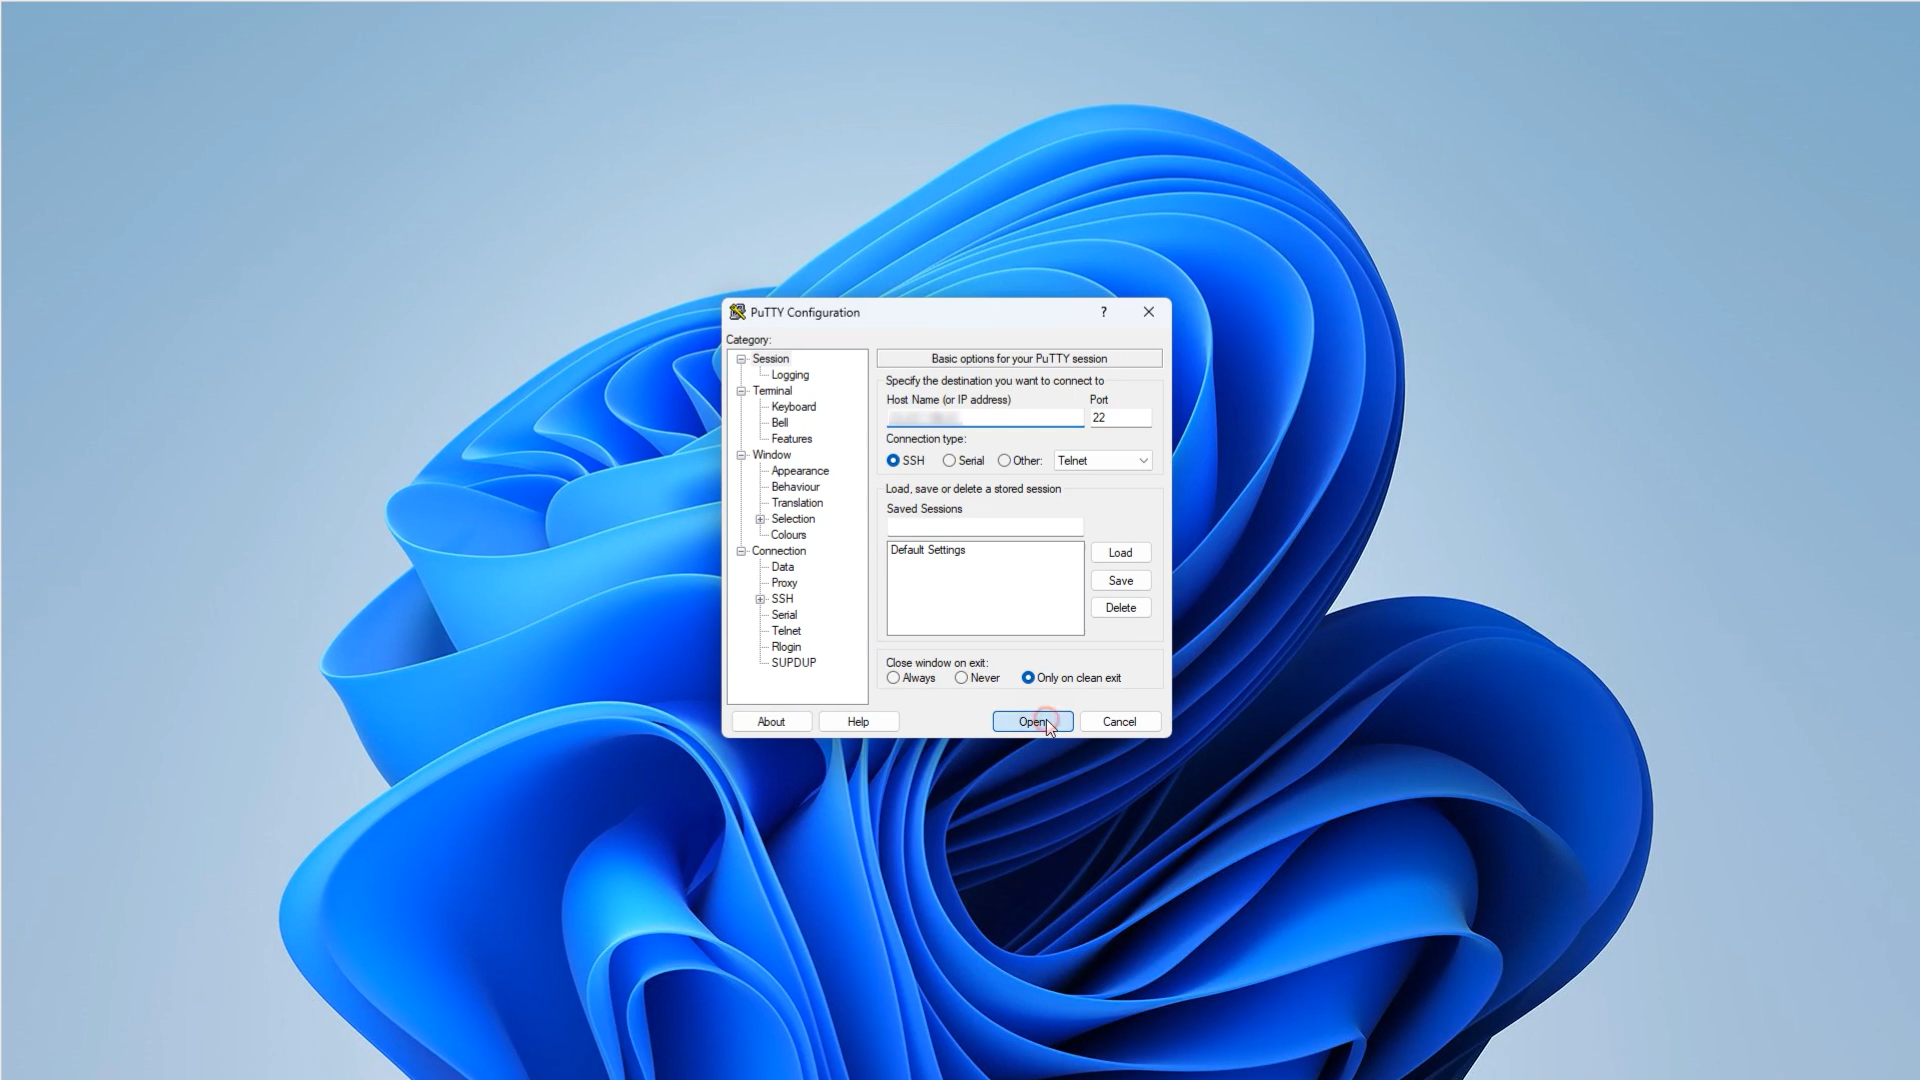 PuTTY Configuration ?
Category:
Session
Logging
Terminal
Keyboard
Bell
Features
Window
Appearance
Behaviour
Translation
Selection
Colours
Connection
Data
Proxy
SSH
Serial
Telnet
Rlogin
SUPDUP
Basic options for your PuTTY session
Specify the destination you want to connect to
Host Name (or IP address) Port
22
Connection type:
SSH Serial Other: Telnet
Load, save or delete a stored session
Saved Sessions
Default Settings
Load
Save
Delete
Close window on exit:
Always Never Only on clean exit
About Help Open Cancel